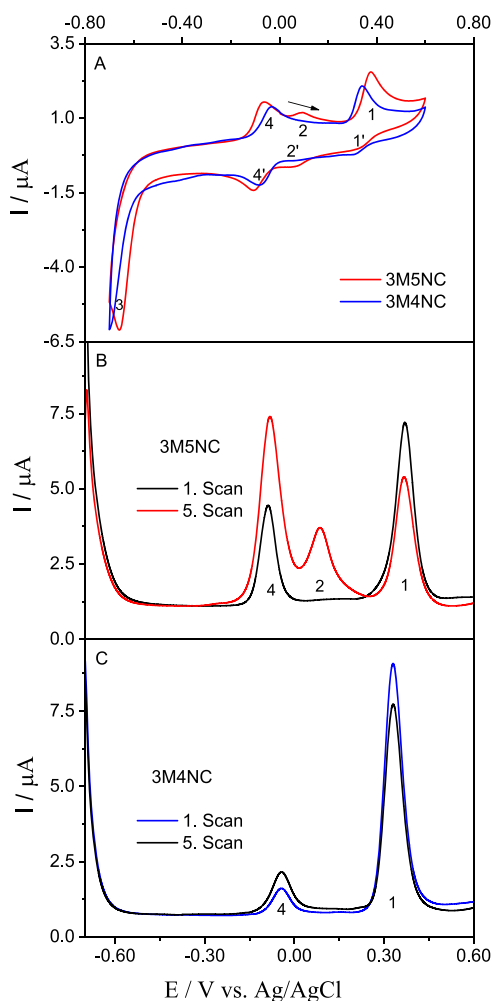 -0.80 -0.40 0.00 0.40 0.80
3.5
A
1.0
4
2
1
-1.5
4'
2'
1'
I / μA
-4.0
3
3M5NC
3M4NC
-6.5
B
7.5
3M5NC
1. Scan
5. Scan
5.0
I / μA
2.5
4
2
1
0.0
C
7.5
3M4NC
1. Scan
5. Scan
5.0
I / μA
2.5
4
1
0.0
-0.60 -0.30 0.00 0.30 0.60
E / V vs. Ag/AgCl